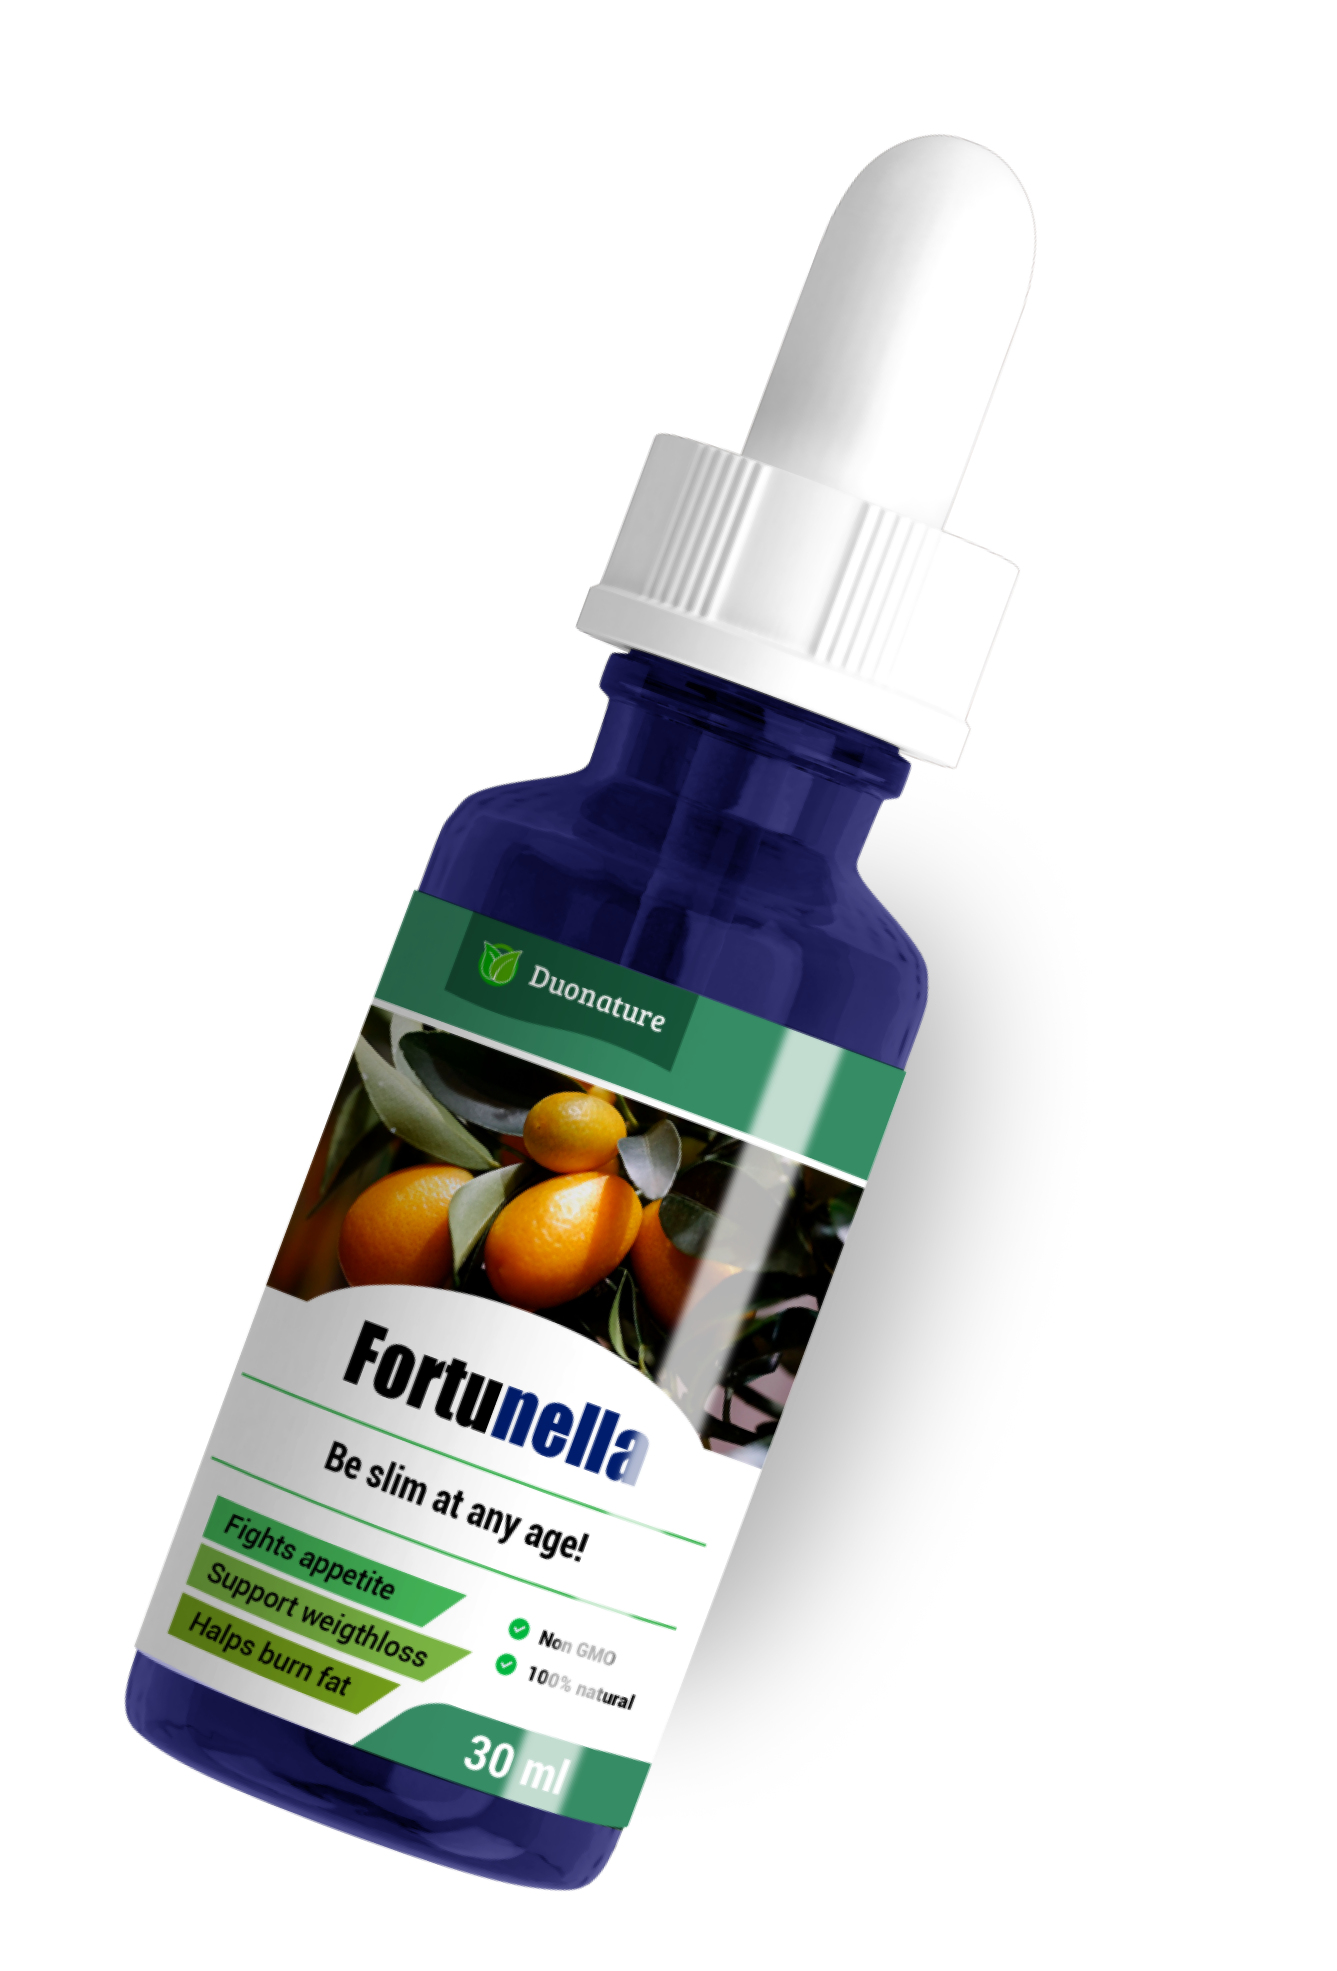 Duonature
Fortunella
Be slim at any age!
Fights appetite
Support weigthloss
Halps burn fat
Non GMO
100% natural
30 ml